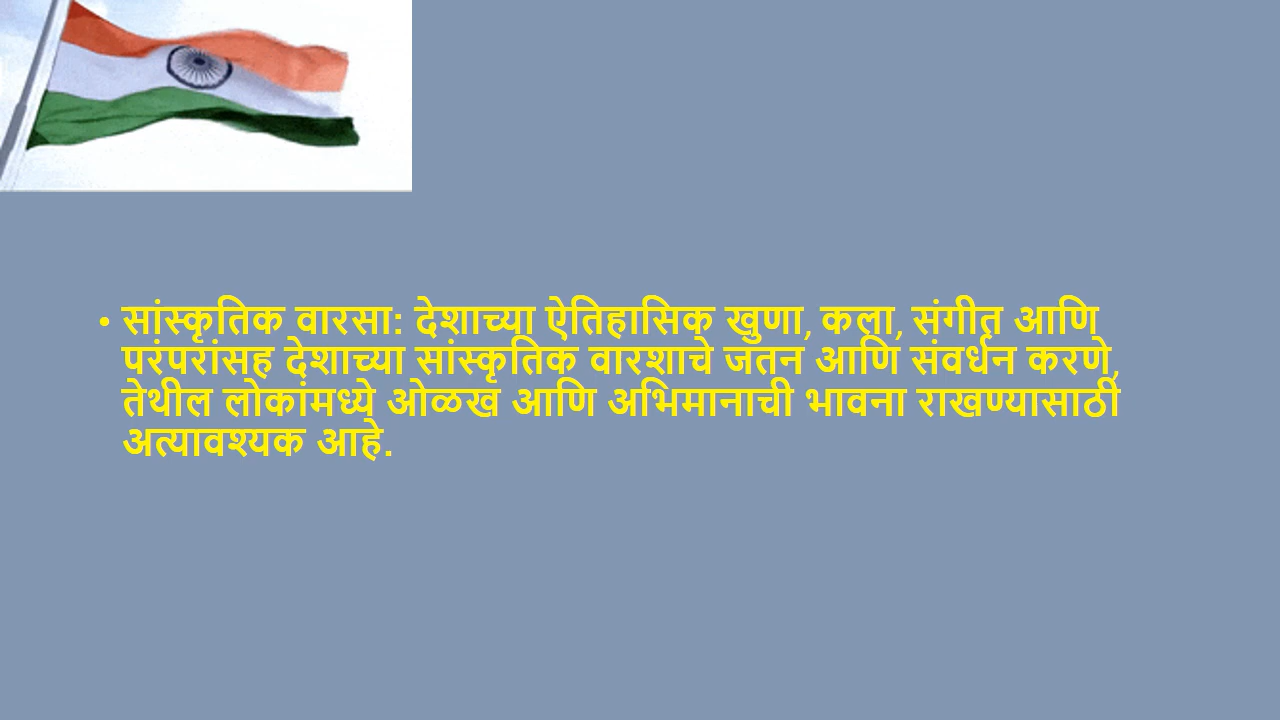 • सांस्कृतिक वारसा: देशाच्या ऐतिहासिक खुणा, कला, संगीत आणि
परंपरांसह देशाच्या सांस्कृतिक वारशाचे जतन आणि संवर्धन करणे,
तेथील लोकांमध्ये ओळख आणि अभिमानाची भावना राखण्यासाठी
अत्यावश्यक आहे.